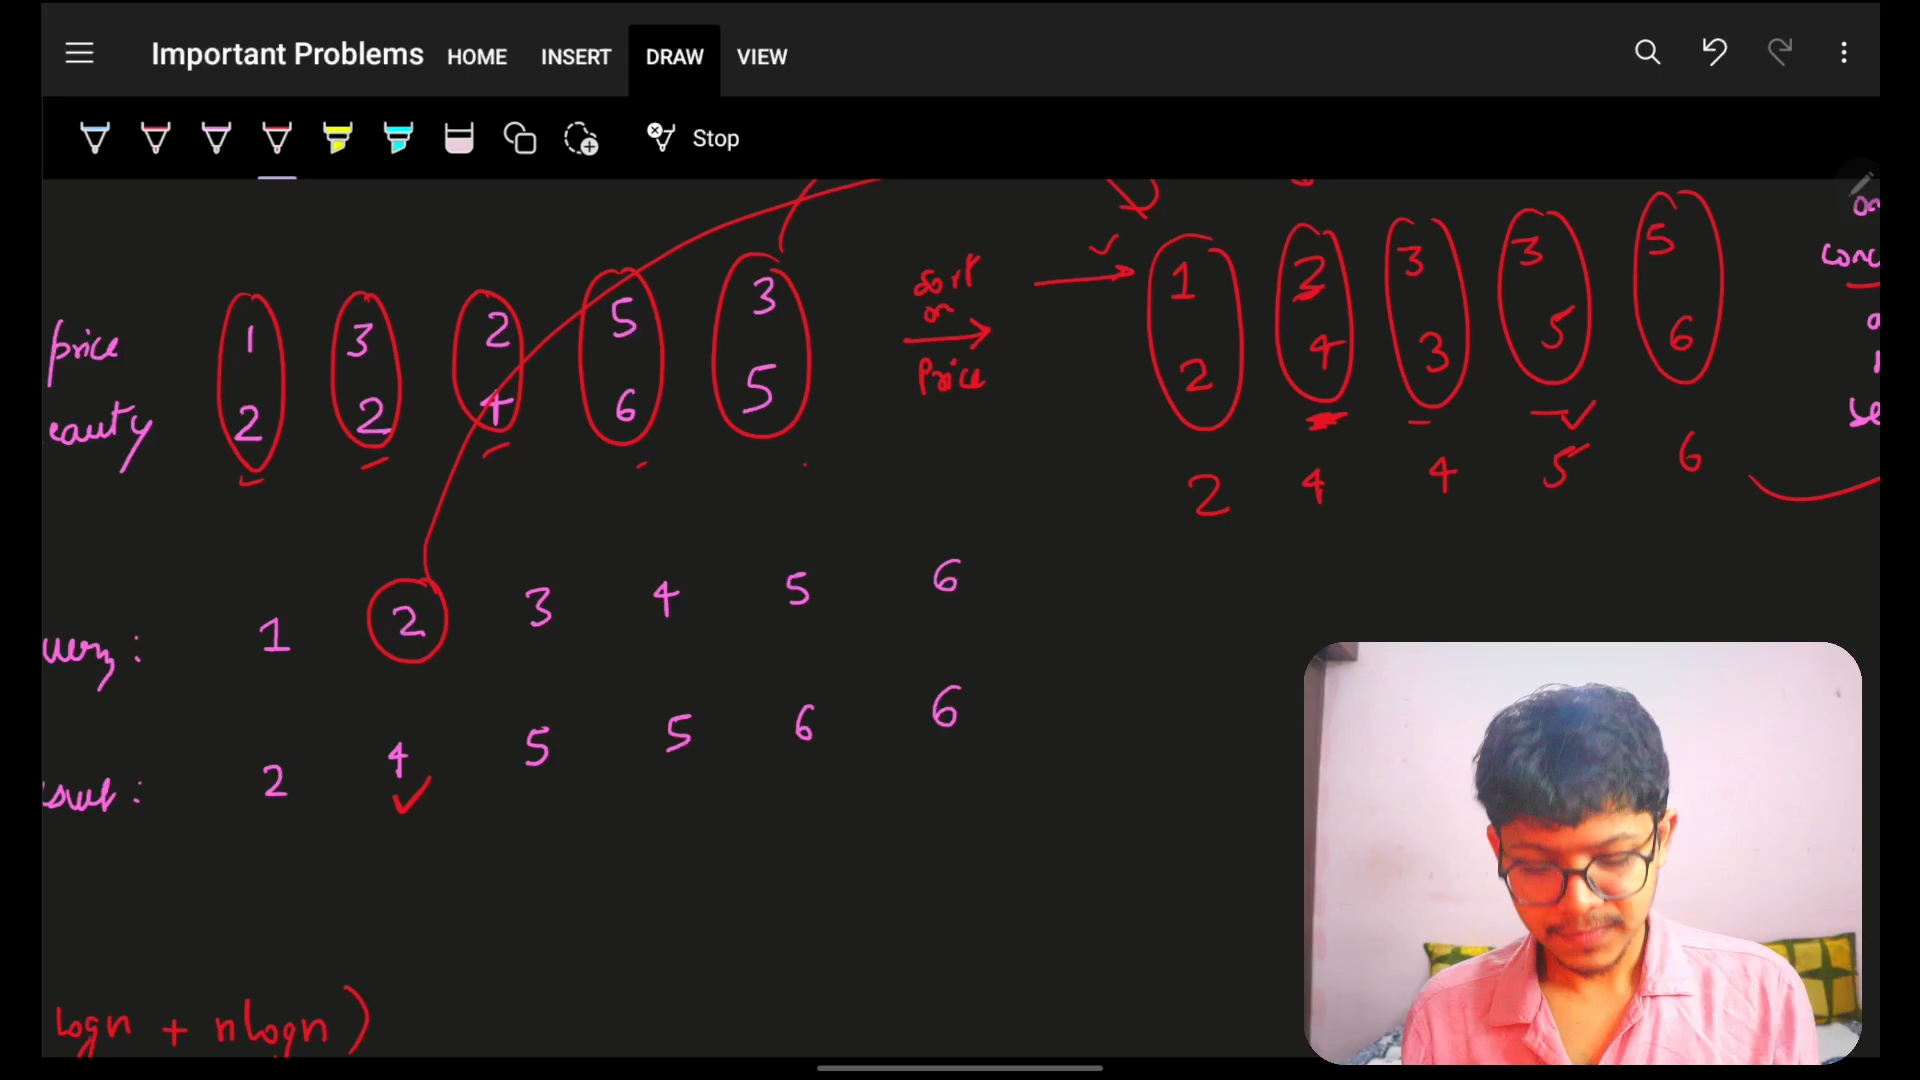 Important Problems HOME INSERT DRAW VIEW
Stop
price 1 3 2 5 3
eauty 2 2 4 6 5
sort
on
Price
1 2 3 3 5
2 4 3 5 6
2 4 4 5 6
conc
se
uery : 1 2 3 4 5 6
sult : 2 4 5 5 6 6
logn + nlogn )